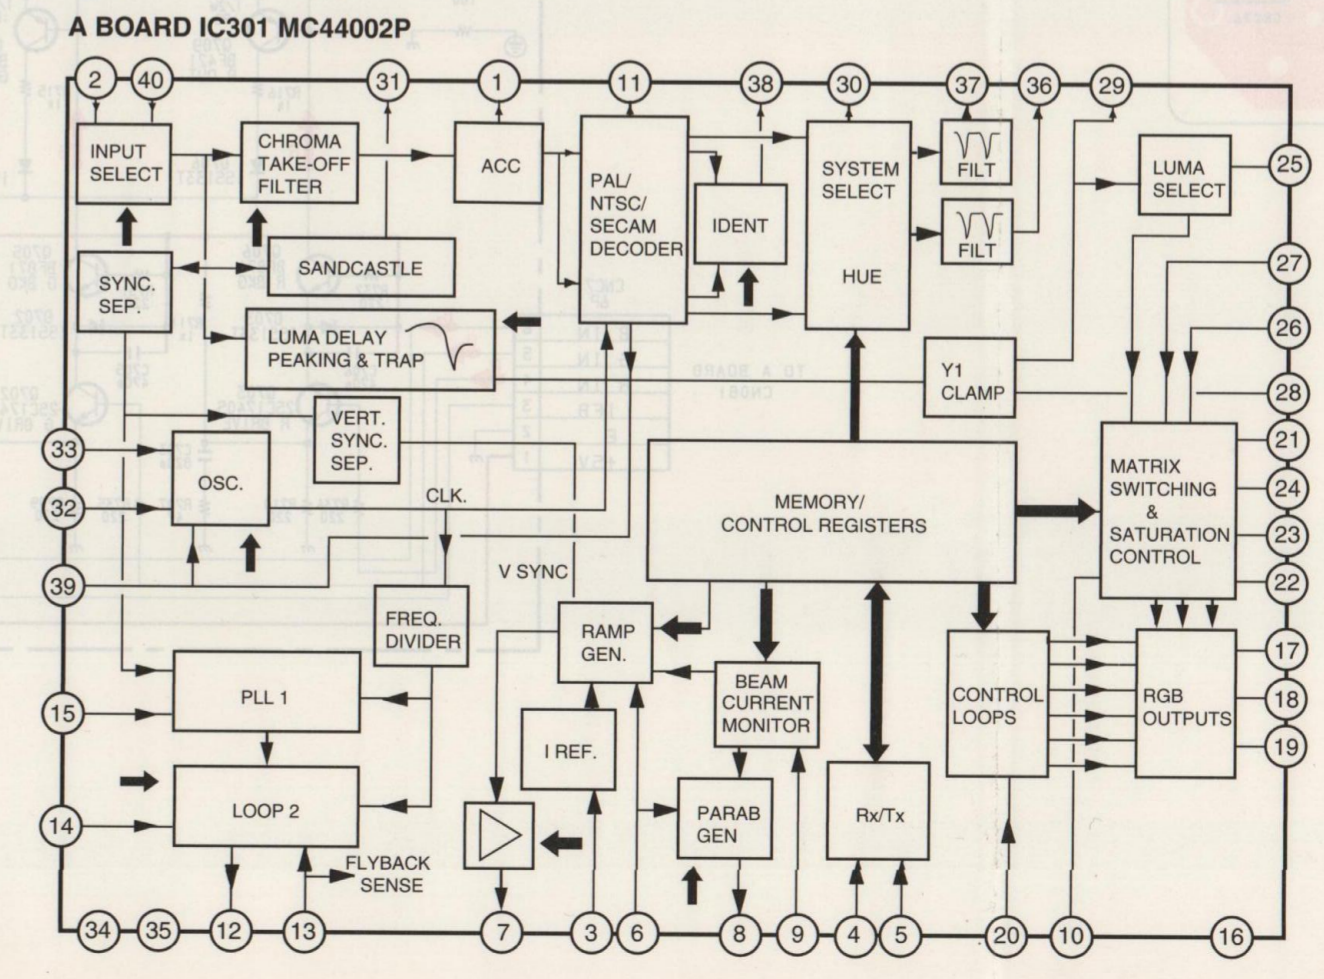 A BOARD IC301 MC44002P
2
40
31
1
11
38
30
37
36
29
INPUT
SELECT
CHROMA
TAKE-OFF
FILTER
ACC
PAL/
NTSC/
SECAM
DECODER
IDENT
SYSTEM
SELECT
HUE
FILT
FILT
LUMA
SELECT
25
SYNC.
SEP.
SANDCASTLE
LUMA DELAY
PEAKING & TRAP
Y1
CLAMP
27
26
28
VERT.
SYNC.
SEP.
33
32
39
OSC.
CLK.
V SYNC
MEMORY/
CONTROL REGISTERS
MATRIX
SWITCHING
&
SATURATION
CONTROL
21
24
23
22
FREQ.
DIVIDER
RAMP
GEN.
PLL 1
15
I REF.
BEAM
CURRENT
MONITOR
CONTROL
LOOPS
RGB
OUTPUTS
17
18
19
LOOP 2
14
PARAB
GEN
Rx/Tx
FLYBACK
SENSE
34
35
12
13
7
3
6
8
9
4
5
20
10
16